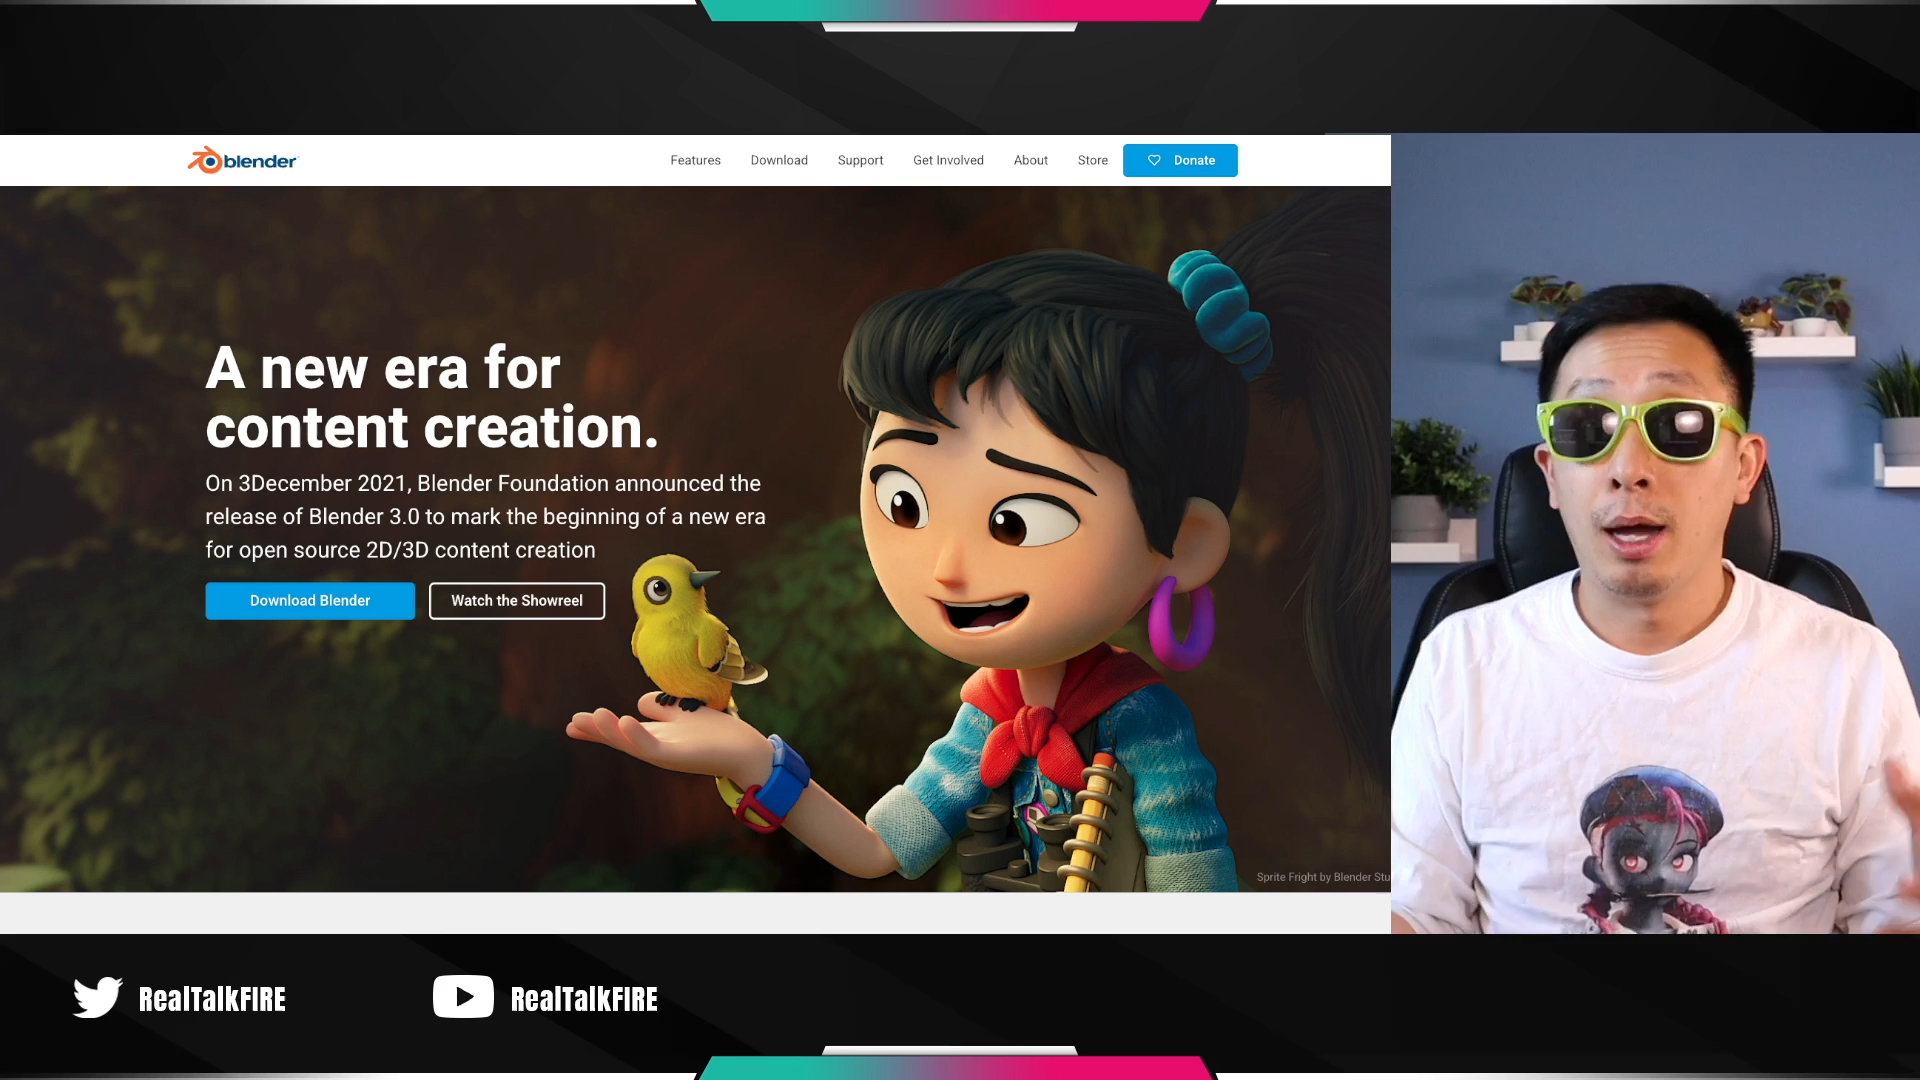 blender
Features
Download
Support
Get Involved
About
Store
Donate
A new era for
content creation.
On 3December 2021, Blender Foundation announced the
release of Blender 3.0 to mark the beginning of a new era
for open source 2D/3D content creation
Download Blender
Watch the Showreel
Sprite Fright by Blender Stu
RealTalkFIRE
RealTalkFIRE